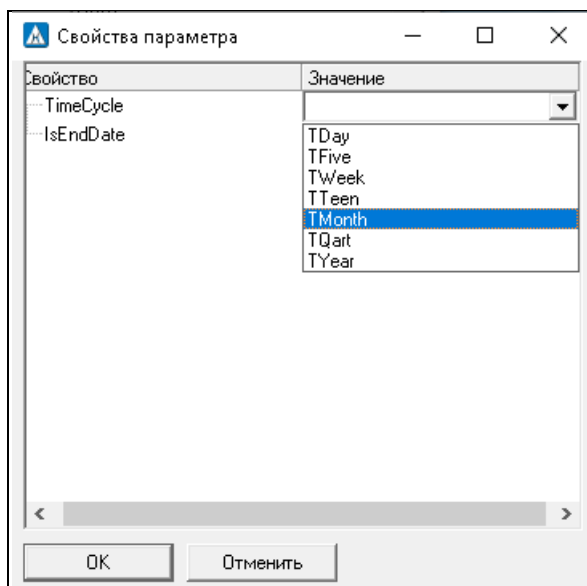 Свойства параметра
Свойство Значение
TimeCycle
IsEndDate
TDay
TFive
TWeek
TTeen
TMonth
TQart
TYear
OK Отменить